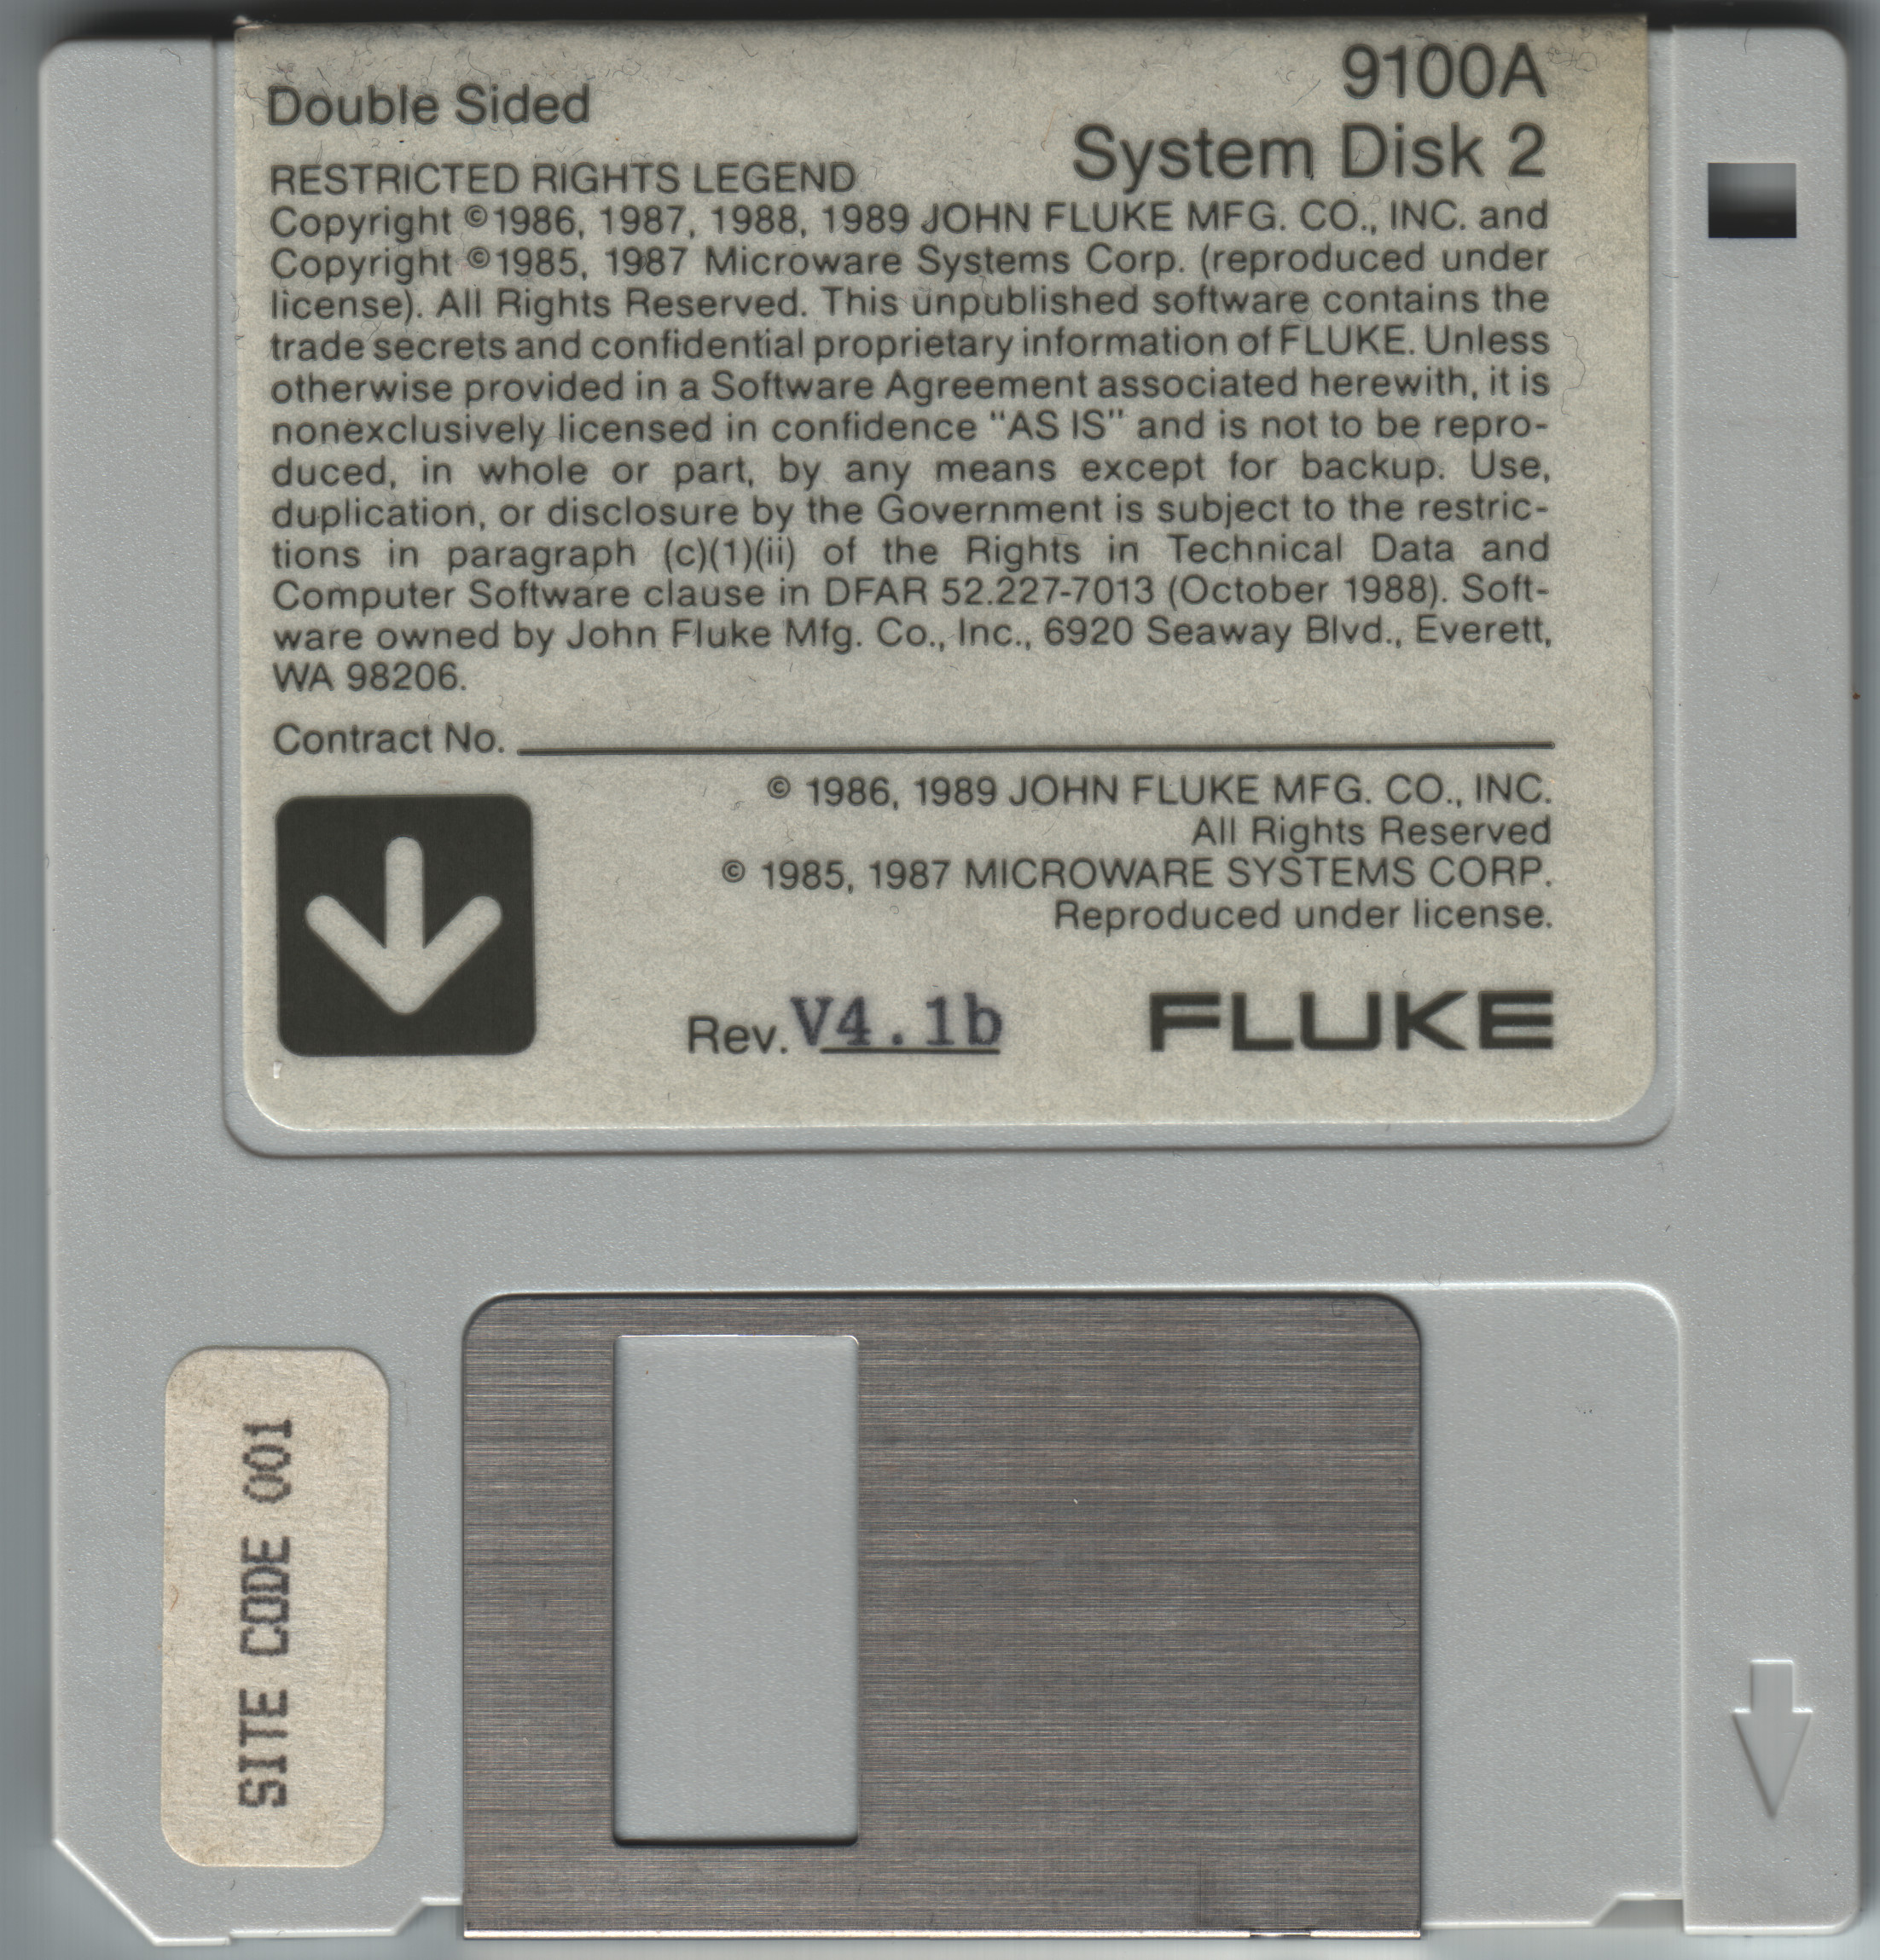 Double Sided
9100A
System Disk 2
RESTRICTED RIGHTS LEGEND
Copyright ©1986, 1987, 1988, 1989 JOHN FLUKE MFG. CO., INC. and
Copyright ©1985, 1987 Microware Systems Corp. (reproduced under
license). All Rights Reserved. This unpublished software contains the
trade secrets and confidential proprietary information of FLUKE. Unless
otherwise provided in a Software Agreement associated herewith, it is
nonexclusively licensed in confidence "AS IS" and is not to be repro-
duced, in whole or part, by any means except for backup. Use,
duplication, or disclosure by the Government is subject to the restric-
tions in paragraph (c)(1)(ii) of the Rights in Technical Data and
Computer Software clause in DFAR 52.227-7013 (October 1988). Soft-
ware owned by John Fluke Mfg. Co., Inc., 6920 Seaway Blvd., Everett,
WA 98206.
Contract No.
© 1986, 1989 JOHN FLUKE MFG. CO., INC.
All Rights Reserved
© 1985, 1987 MICROWARE SYSTEMS CORP.
Reproduced under license.
Rev. V4.1b
FLUKE
SITE CODE 001